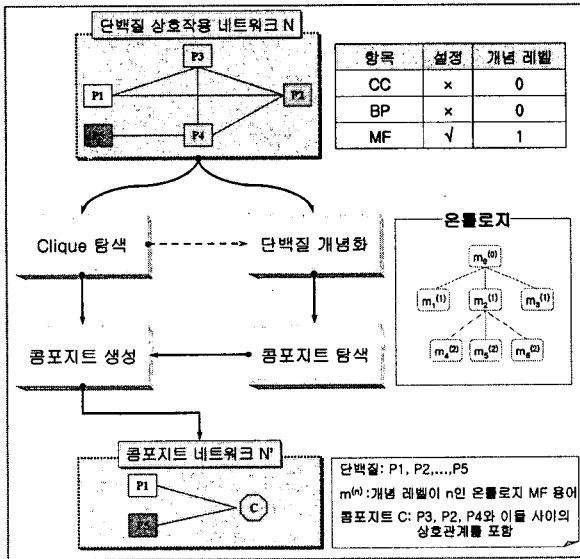 단백질 상호작용 네트워크 N
P3
P1
P2
P4
항목 설정 개념 레벨
CC × 0
BP × 0
MF √ 1
Clique 탐색
단백질 개념화
콤포지트 생성
콤포지트 탐색
온톨로지
m₀⁽⁰⁾
m₁⁽¹⁾ m₂⁽¹⁾ m₃⁽¹⁾
m₄⁽²⁾ m₅⁽²⁾ m₆⁽²⁾
콤포지트 네트워크 N'
P1
C
단백질: P1, P2,...,P5
m⁽ⁿ⁾:개념 레벨이 n인 온톨로지 MF 용어
콤포지트 C: P3, P2, P4와 이들 사이의
상호관계를 포함